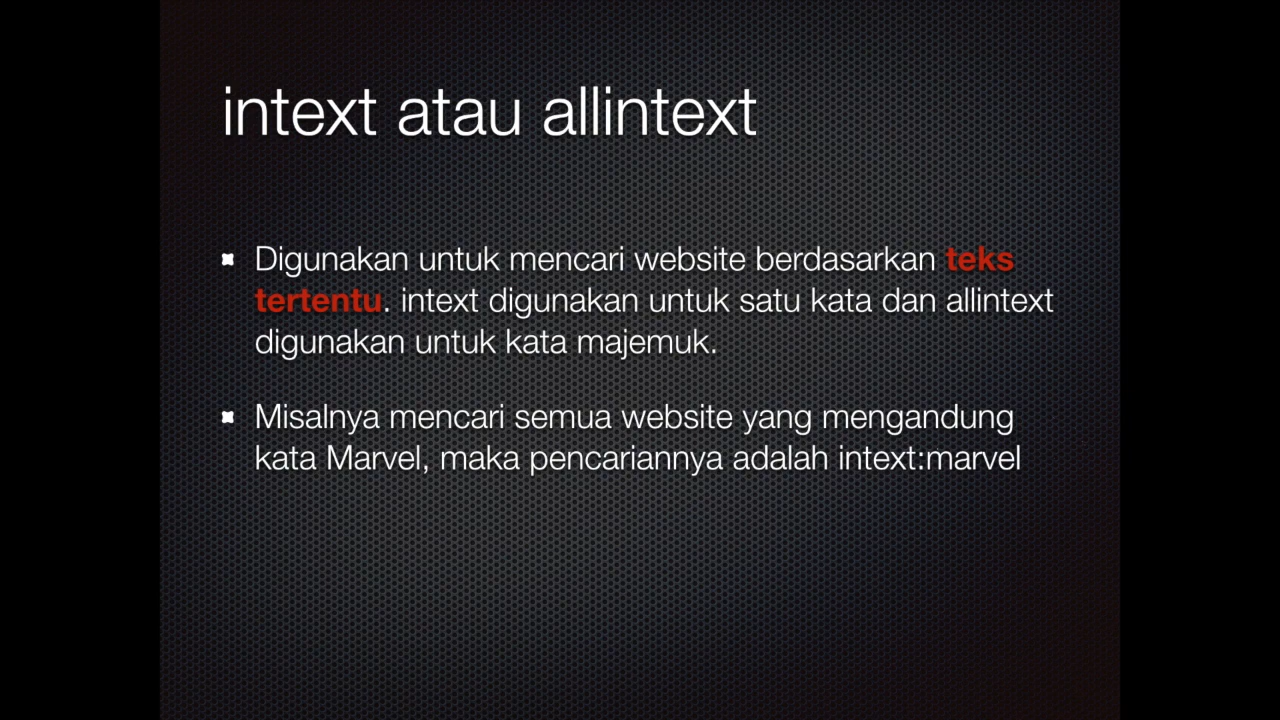 intext atau allintext
Digunakan untuk mencari website berdasarkan teks
tertentu. intext digunakan untuk satu kata dan allintext
digunakan untuk kata majemuk.
Misalnya mencari semua website yang mengandung
kata Marvel, maka pencariannya adalah intext:marvel